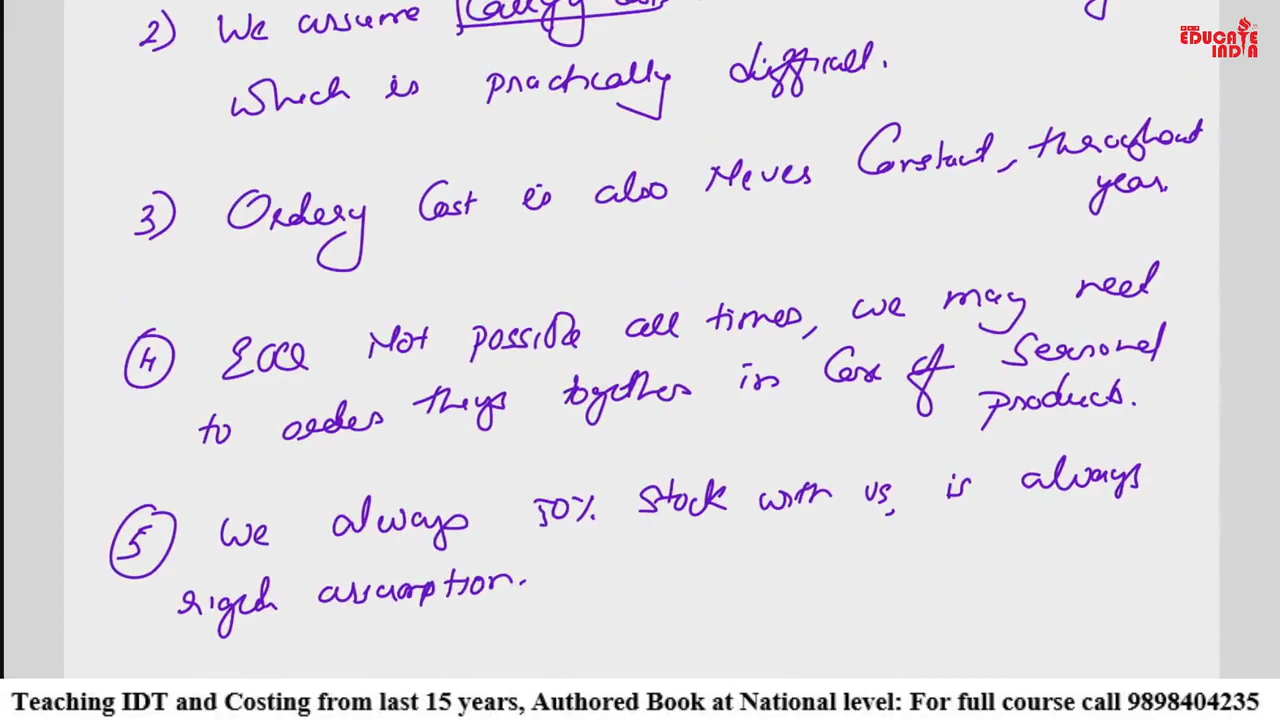 EDUCATE
INDIA
2) We assume Carryg Cost
which is practically difficult.
3) Orderg Cost is also Never Constant, throughout
year.
4 EOQ Not possible all times, we may need
to order things together in Case of Seasonal
products.
5 We always 50% stock with us, is always
rigid assumption.
Teaching IDT and Costing from last 15 years, Authored Book at National level: For full course call 9898404235